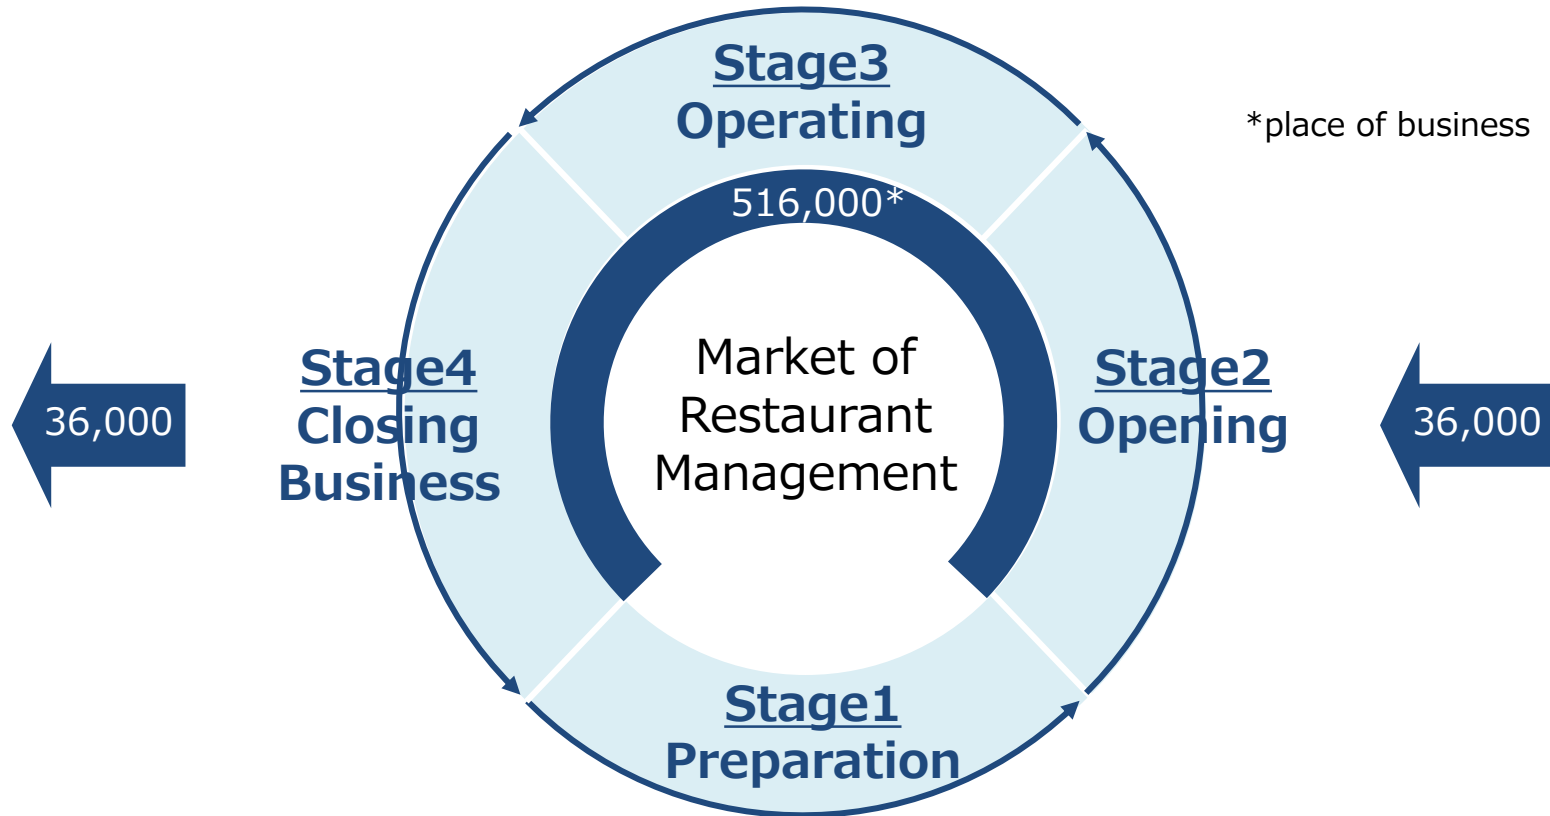 Stage3
Operating
*place of business
516,000*
Market of
Restaurant
Management
Stage4
Closing
Business
36,000
Stage2
Opening
36,000
Stage1
Preparation